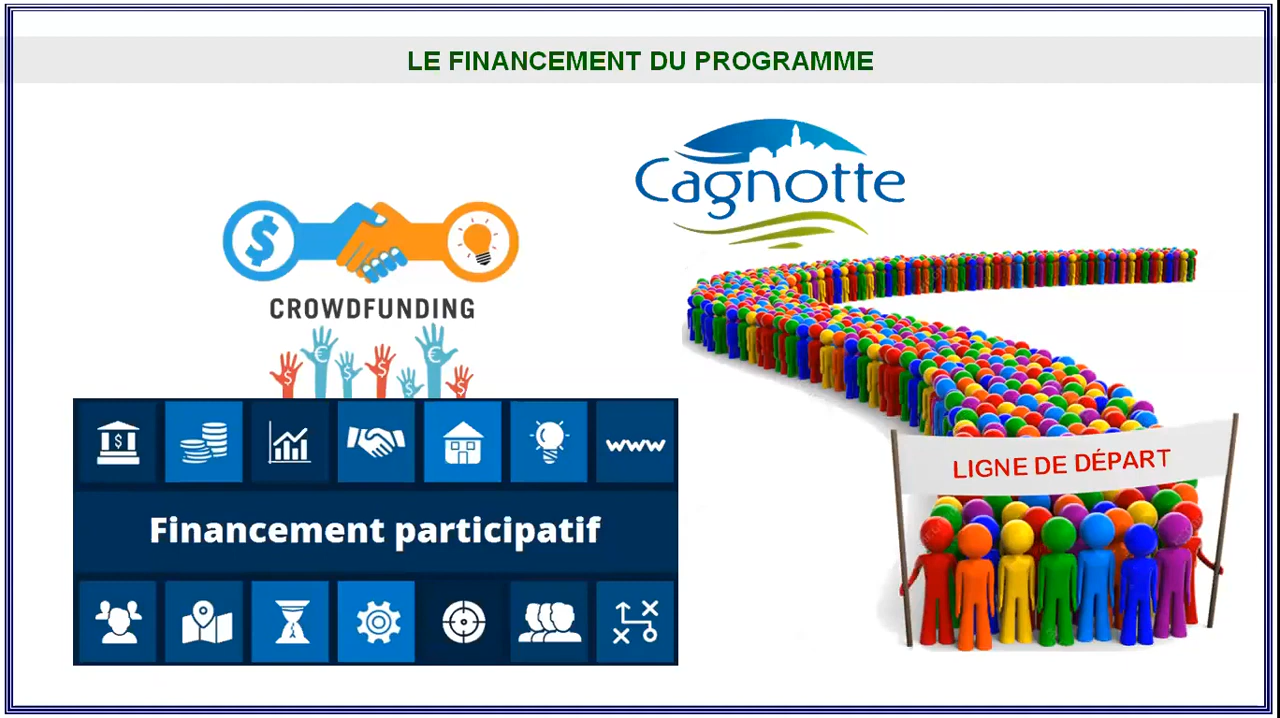 LE FINANCEMENT DU PROGRAMME
Cagnotte
$
CROWDFUNDING
€ $ $ $ € $
$
www
Financement participatif
LIGNE DE DÉPART